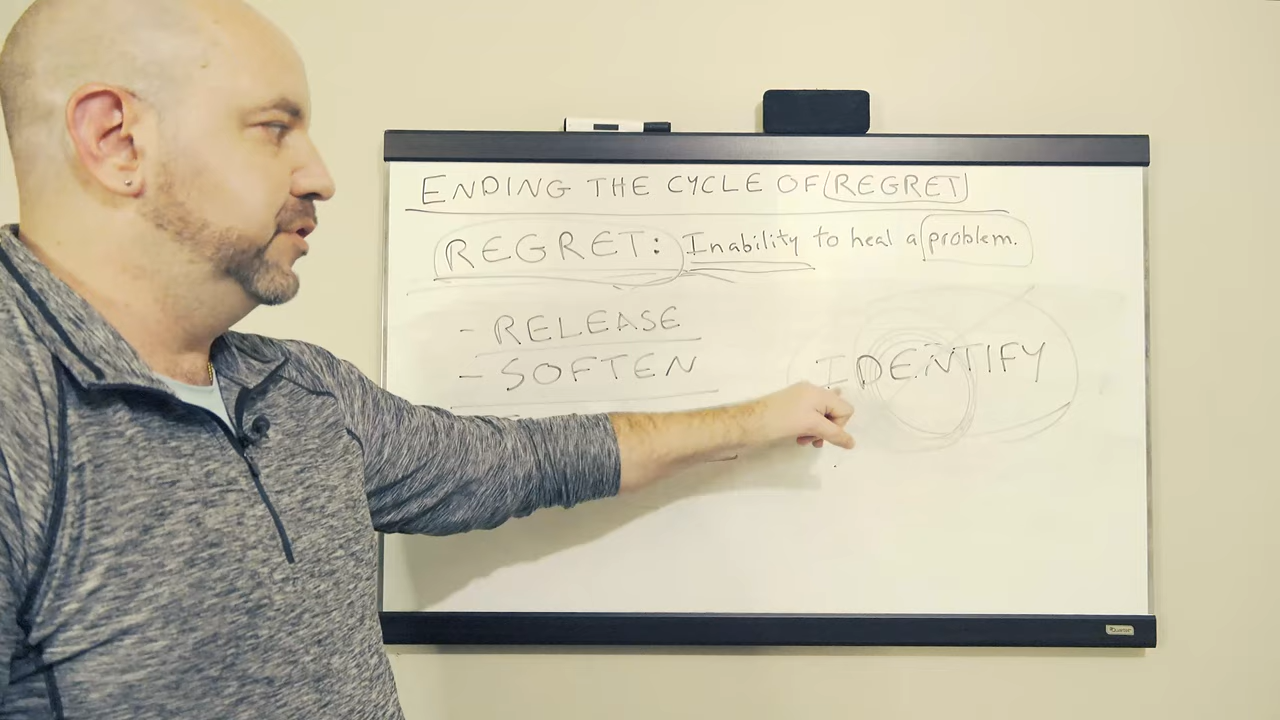 ENDING THE CYCLE OF REGRET
REGRET: Inability to heal a problem.
- RELEASE
- SOFTEN
IDENTIFY